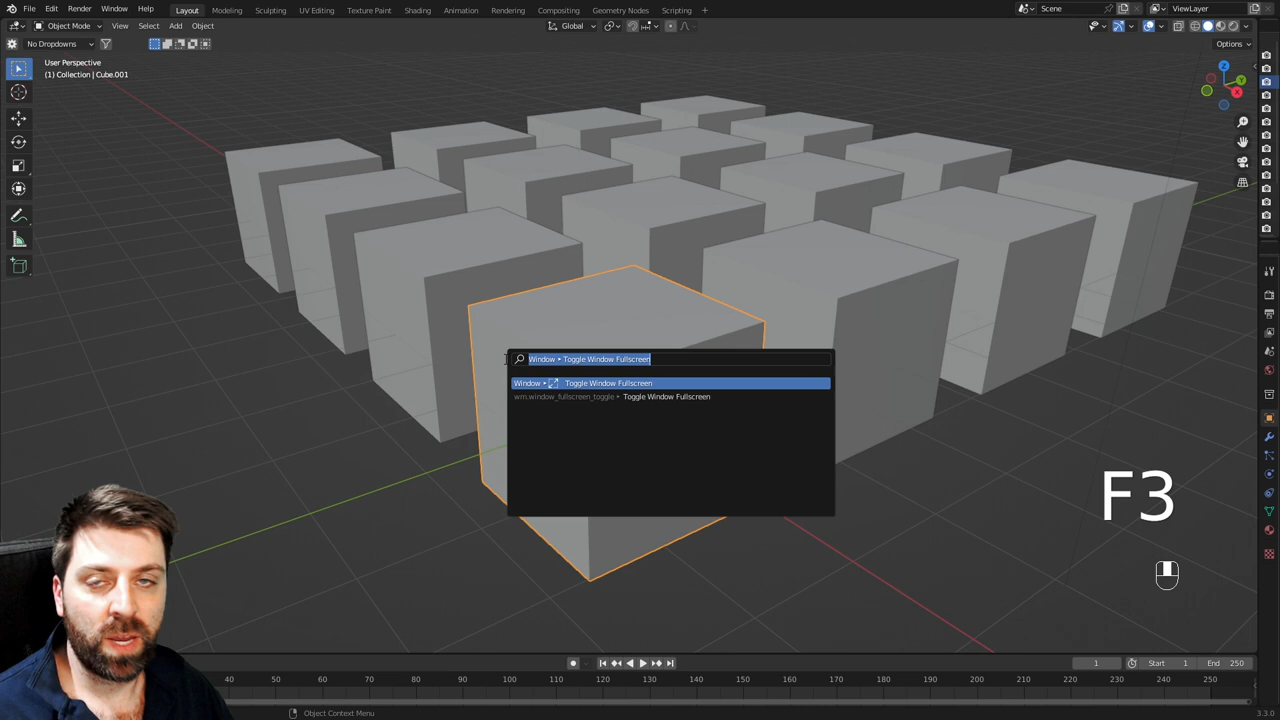 File Edit Render Window Help Layout Modeling Sculpting UV Editing Texture Paint Shading Animation Rendering Compositing Geometry Nodes Scripting + Scene ViewLayer
Object Mode View Select Add Object Global
No Dropdowns Options
User Perspective
(1) Collection | Cube.001
Z
Y
X
Window ▸ Toggle Window Fullscreen
Window ▸ Toggle Window Fullscreen
wm.window_fullscreen_toggle ▸ Toggle Window Fullscreen
F3
1 Start 1 End 250
40 50 60 70 80 90 100 110 120 130 140 150 160 170 180 190 200 210 220 230 240 250
Object Context Menu 3.3.0